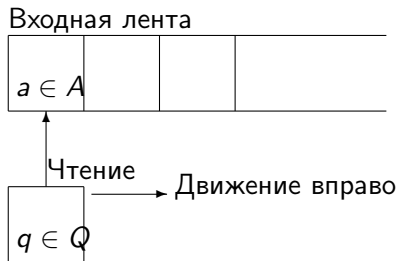 Входная лента
a ∈ A
Чтение
Движение вправо
q ∈ Q